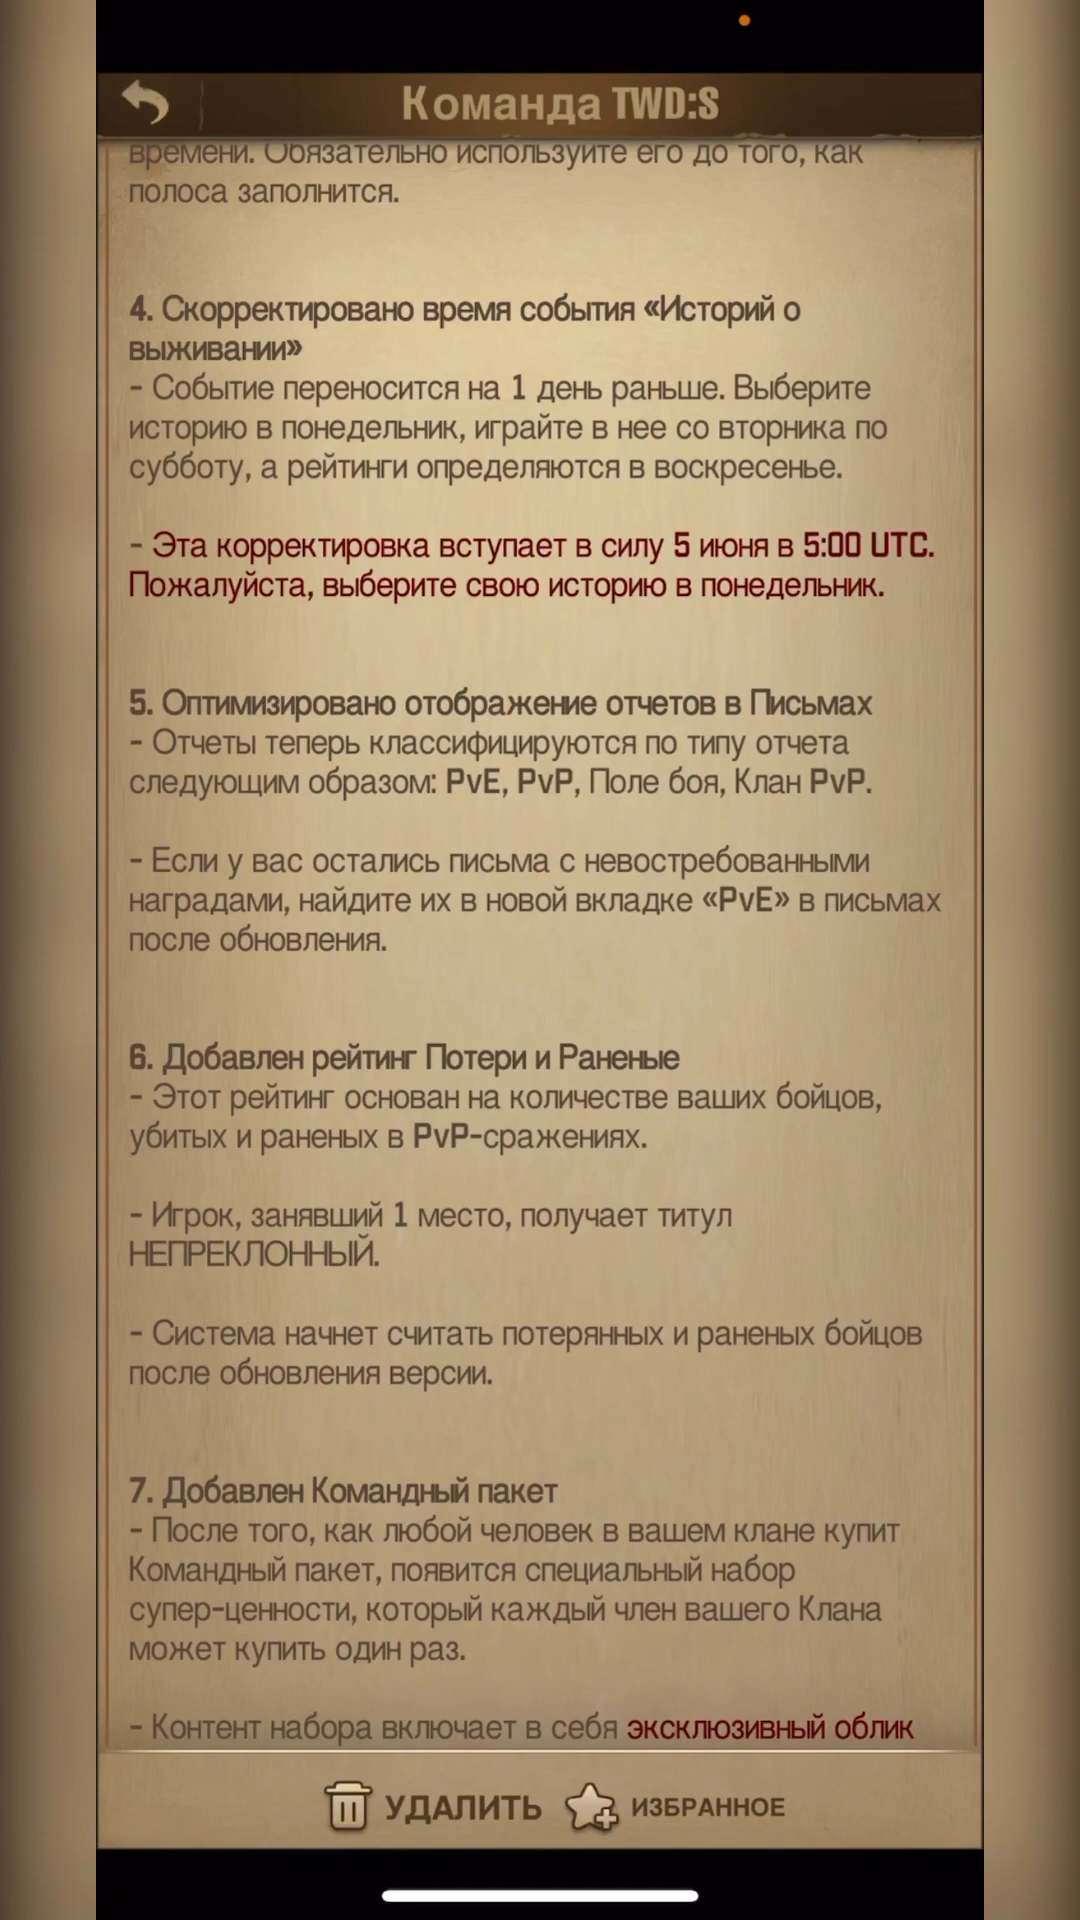 Команда TWD:S
времени. Обязательно используйте его до того, как
полоса заполнится.
4. Скорректировано время события «Историй о
выживании»
- Событие переносится на 1 день раньше. Выберите
историю в понедельник, играйте в нее со вторника по
субботу, а рейтинги определяются в воскресенье.
- Эта корректировка вступает в силу 5 июня в 5:00 UTC.
Пожалуйста, выберите свою историю в понедельник.
5. Оптимизировано отображение отчетов в Письмах
- Отчеты теперь классифицируются по типу отчета
следующим образом: PvE, PvP, Поле боя, Клан PvP.
- Если у вас остались письма с невостребованными
наградами, найдите их в новой вкладке «PvE» в письмах
после обновления.
6. Добавлен рейтинг Потери и Раненые
- Этот рейтинг основан на количестве ваших бойцов,
убитых и раненых в PvP-сражениях.
- Игрок, занявший 1 место, получает титул
НЕПРЕКЛОННЫЙ.
- Система начнет считать потерянных и раненых бойцов
после обновления версии.
7. Добавлен Командный пакет
- После того, как любой человек в вашем клане купит
Командный пакет, появится специальный набор
супер-ценности, который каждый член вашего Клана
может купить один раз.
- Контент набора включает в себя эксклюзивный облик
УДАЛИТЬ ИЗБРАННОЕ